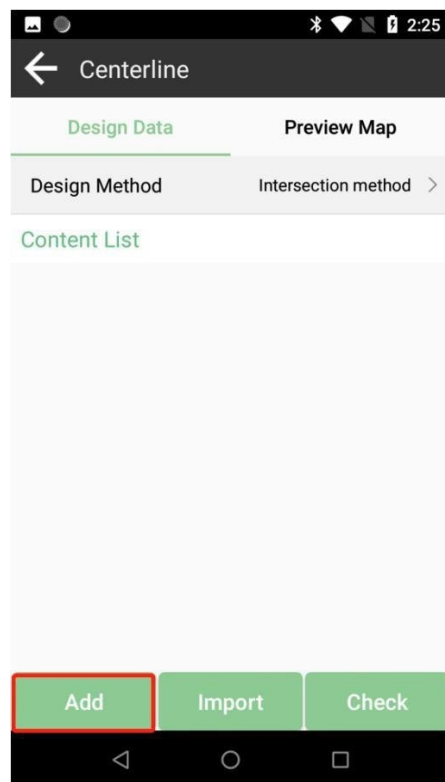 2:25
Centerline
Design Data Preview Map
Design Method Intersection method
Content List
Add Import Check